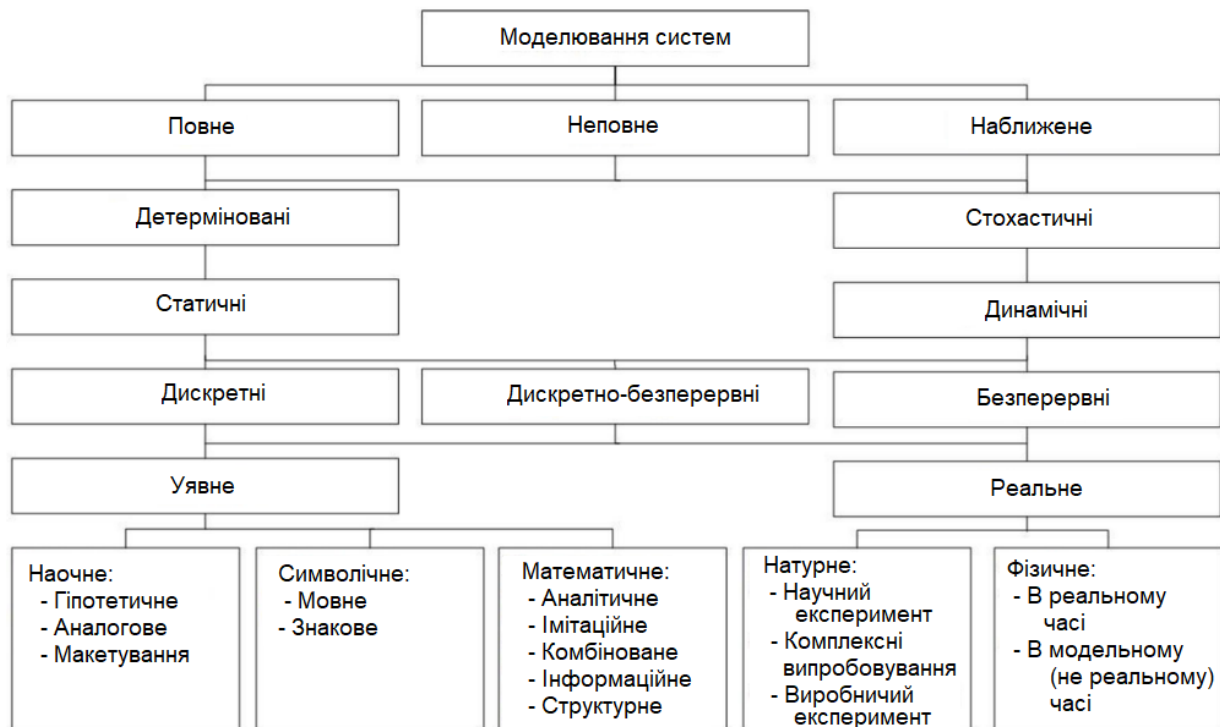 Моделювання систем
Повне
Неповне
Наближене
Детерміновані
Стохастичні
Статичні
Динамічні
Дискретні
Дискретно-безперервні
Безперервні
Уявне
Реальне
Наочне:
- Гіпотетичне
- Аналогове
- Макетування
Символічне:
- Мовне
- Знакове
Математичне:
- Аналітичне
- Імітаційне
- Комбіноване
- Інформаційне
- Структурне
Натурне:
- Научний
експеримент
- Комплексні
випробовування
- Виробничий
експеримент
Фізичне:
- В реальному
часі
- В модельному
(не реальному)
часі